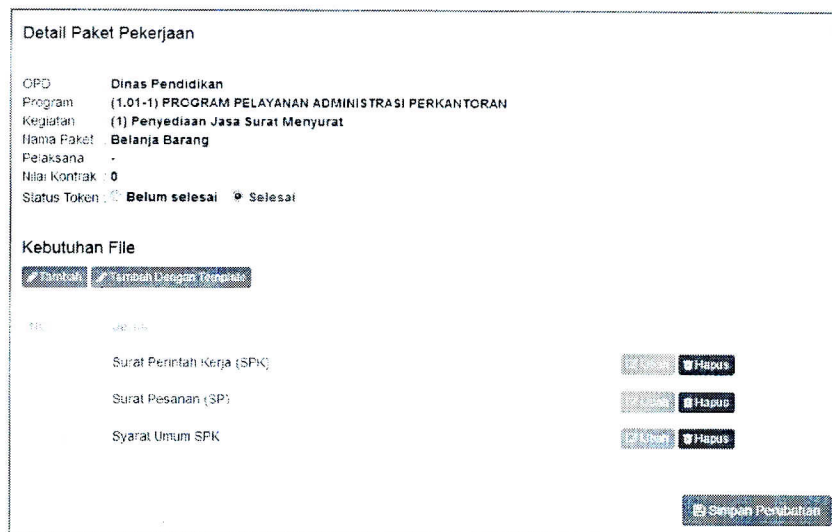 Detail Paket Pekerjaan
OPD Dinas Pendidikan
Program (1.01-1) PROGRAM PELAYANAN ADMINISTRASI PERKANTORAN
Kegiatan (1) Penyediaan Jasa Surat Menyurat
Nama Paket : Belanja Barang
Pelaksana -
Nilai Kontrak : 0
Status Token : Belum selesai Selesai
Kebutuhan File
Tambah Tambah Dengan Template
Surat Perintah Kerja (SPK) Ubah Hapus
Surat Pesanan (SP) Ubah Hapus
Syarat Umum SPK Ubah Hapus
Simpan Perubahan